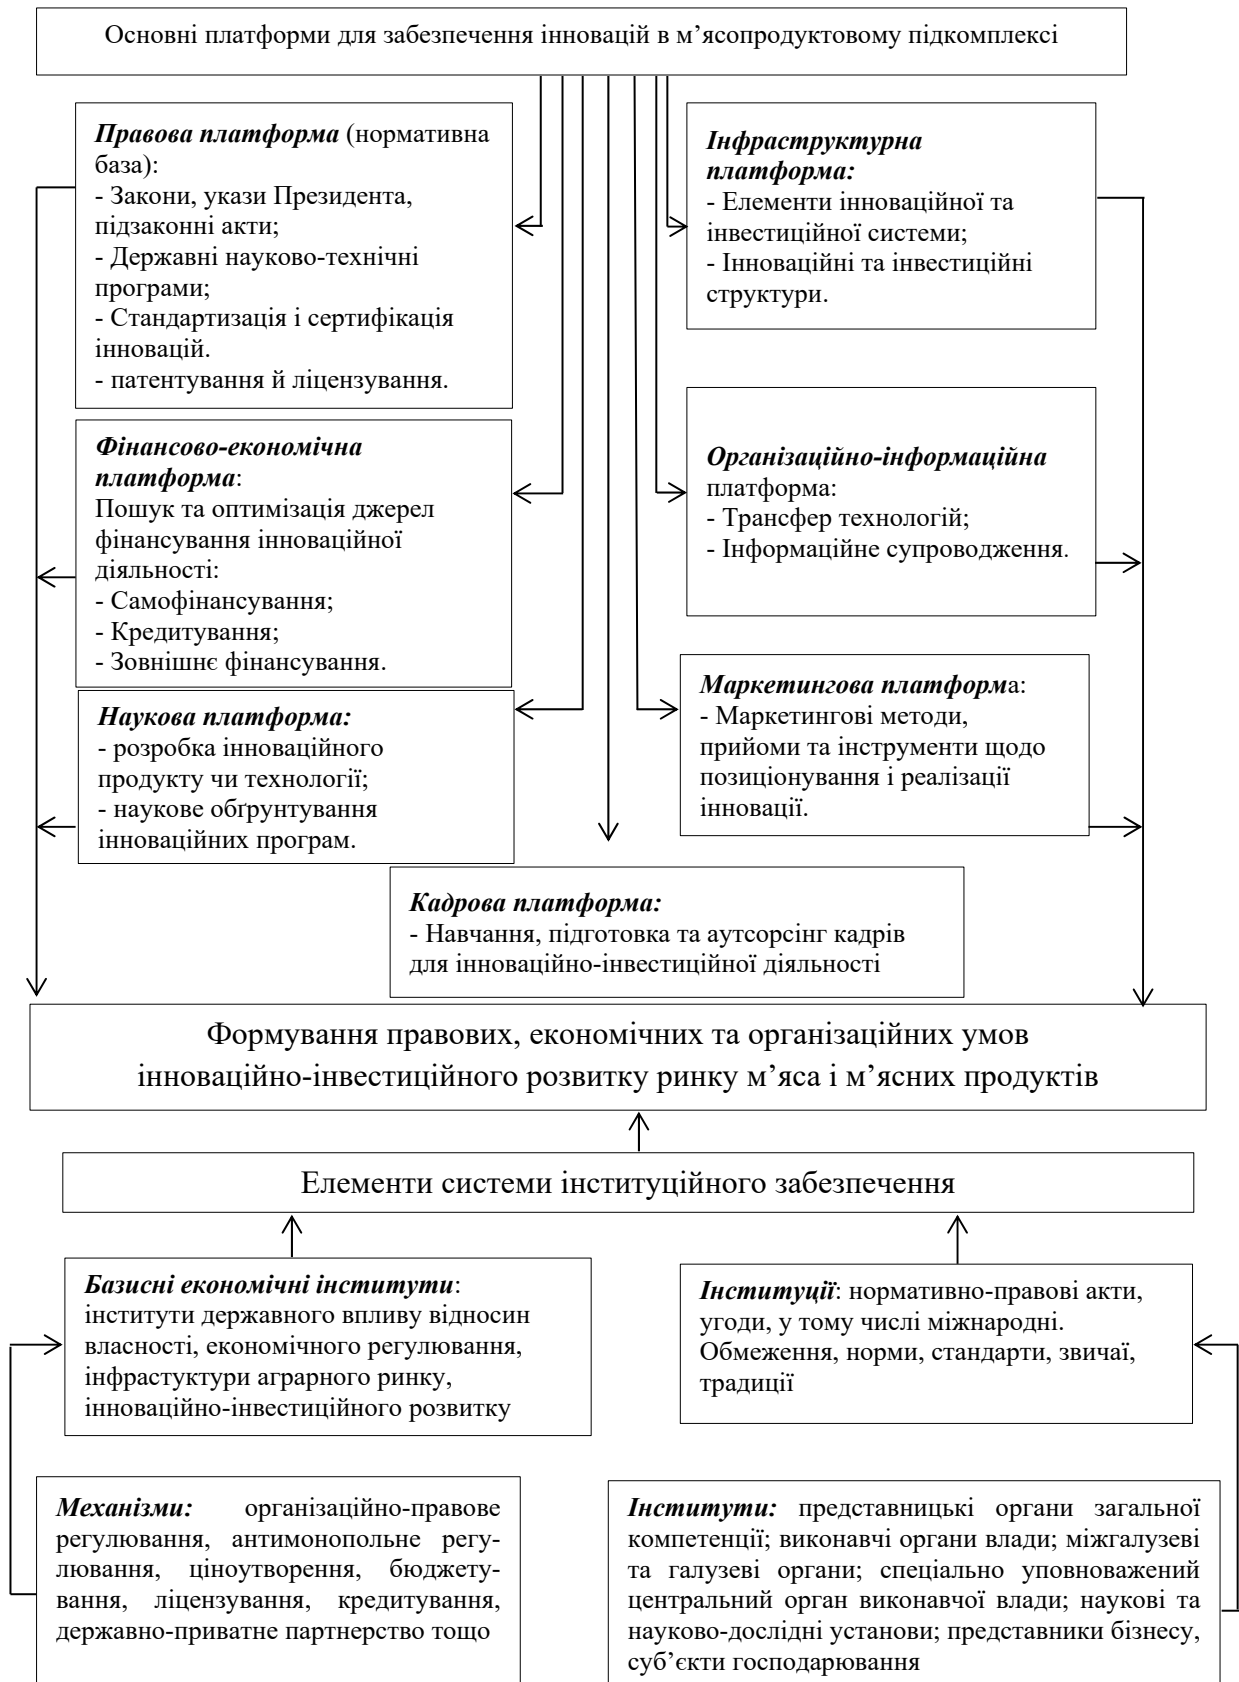 Основні платформи для забезпечення інновацій в м’ясопродуктовому підкомплексі
Правова платформа (нормативна
база):
- Закони, укази Президента,
підзаконні акти;
- Державні науково-технічні
програми;
- Стандартизація і сертифікація
інновацій.
- патентування й ліцензування.
Інфраструктурна
платформа:
- Елементи інноваційної та
інвестиційної системи;
- Інноваційні та інвестиційні
структури.
Фінансово-економічна
платформа:
Пошук та оптимізація джерел
фінансування інноваційної
діяльності:
- Самофінансування;
- Кредитування;
- Зовнішнє фінансування.
Організаційно-інформаційна
платформа:
- Трансфер технологій;
- Інформаційне супроводження.
Наукова платформа:
- розробка інноваційного
продукту чи технології;
- наукове обґрунтування
інноваційних програм.
Маркетингова платформа:
- Маркетингові методи,
прийоми та інструменти щодо
позиціонування і реалізації
інновації.
Кадрова платформа:
- Навчання, підготовка та аутсорсінг кадрів
для інноваційно-інвестиційної діяльності
Формування правових, економічних та організаційних умов
інноваційно-інвестиційного розвитку ринку м’яса і м’ясних продуктів
Елементи системи інституційного забезпечення
Базисні економічні інститути:
інститути державного впливу відносин
власності, економічного регулювання,
інфрастуктури аграрного ринку,
інноваційно-інвестиційного розвитку
Інституції: нормативно-правові акти,
угоди, у тому числі міжнародні.
Обмеження, норми, стандарти, звичаї,
традиції
Механізми: організаційно-правове
регулювання, антимонопольне регу-
лювання, ціноутворення, бюджету-
вання, ліцензування, кредитування,
державно-приватне партнерство тощо
Інститути: представницькі органи загальної
компетенції; виконавчі органи влади; міжгалузеві
та галузеві органи; спеціально уповноважений
центральний орган виконавчої влади; наукові та
науково-дослідні установи; представники бізнесу,
суб’єкти господарювання